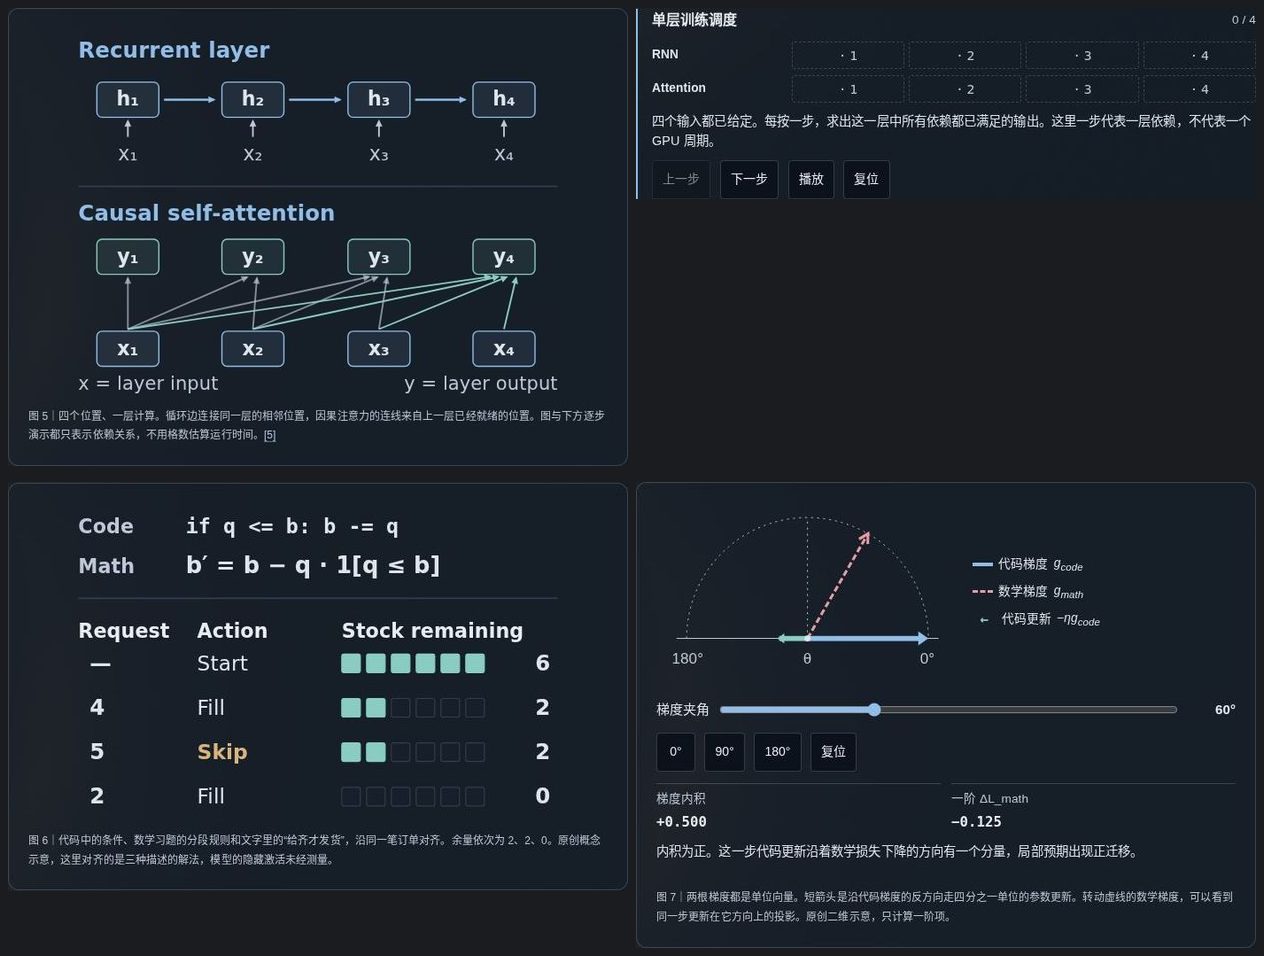 Recurrent layer
h₁ h₂ h₃ h₄
x₁ x₂ x₃ x₄
Causal self-attention
y₁ y₂ y₃ y₄
x₁ x₂ x₃ x₄
x = layer input y = layer output
图 5｜四个位置、一层计算。循环边连接同一层的相邻位置，因果注意力的连线来自上一层已经就绪的位置。图与下方逐步
演示都只表示依赖关系，不用格数估算运行时间。[5]
单层训练调度 0 / 4
RNN · 1 · 2 · 3 · 4
Attention · 1 · 2 · 3 · 4
四个输入都已给定。每按一步，求出这一层中所有依赖都已满足的输出。这里一步代表一层依赖，不代表一个
GPU 周期。
上一步 下一步 播放 复位
Code if q <= b: b -= q
Math b′ = b − q · 1[q ≤ b]
Request Action Stock remaining
— Start 6
4 Fill 2
5 Skip 2
2 Fill 0
图 6｜代码中的条件、数学习题的分段规则和文字里的“给齐才发货”，沿同一笔订单对齐。余量依次为 2、2、0。原创概念
示意，这里对齐的是三种描述的解法，模型的隐藏激活未经测量。
180° θ 0°
代码梯度 g_code
数学梯度 g_math
← 代码更新 −ηg_code
梯度夹角 60°
0° 90° 180° 复位
梯度内积 一阶 ΔL_math
+0.500 −0.125
内积为正。这一步代码更新沿着数学损失下降的方向有一个分量，局部预期出现正迁移。
图 7｜两根梯度都是单位向量。短箭头是沿代码梯度的反方向走四分之一单位的参数更新。转动虚线的数学梯度，可以看到
同一步更新在它方向上的投影。原创二维示意，只计算一阶项。